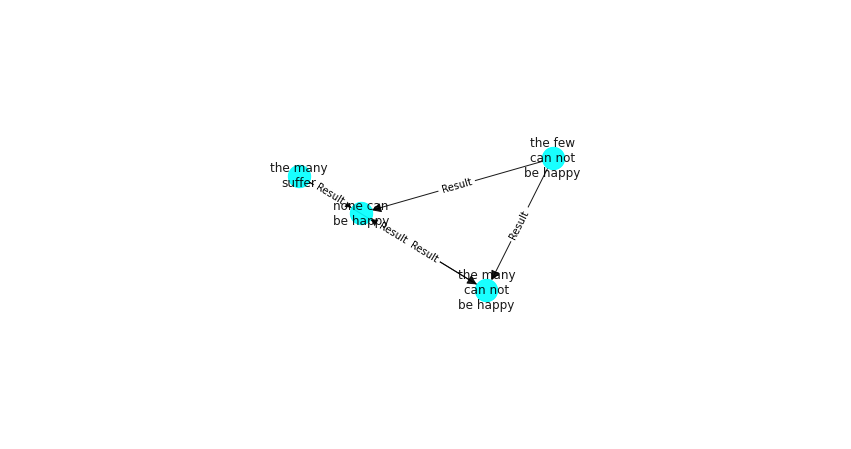 the few
can not
be happy
the many
suffer
Result
Result
none can
be happy
Result
Result
Result
the many
can not
be happy